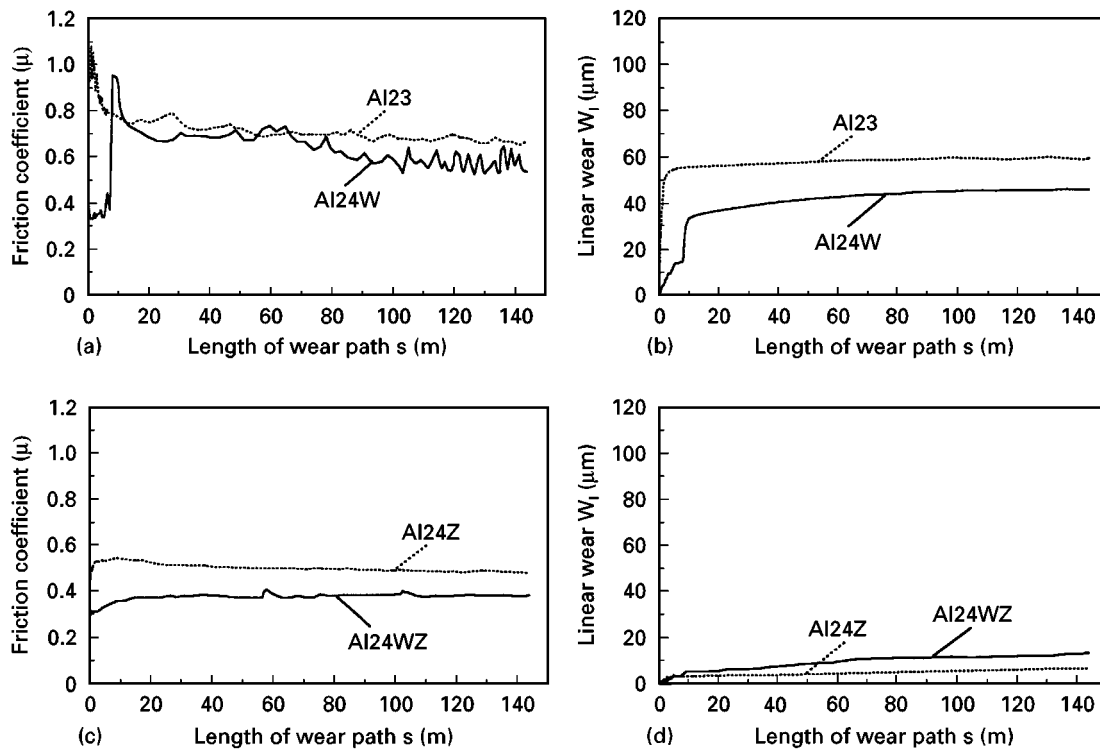 Friction coefficient (μ)
1.2
1.0
0.8
0.6
0.4
0.2
0
Al23
Al24W
0 20 40 60 80 100 120 140
(a) Length of wear path s (m)
Linear wear Wl (μm)
120
100
80
60
40
20
0
Al23
Al24W
0 20 40 60 80 100 120 140
(b) Length of wear path s (m)
Friction coefficient (μ)
1.2
1.0
0.8
0.6
0.4
0.2
0
Al24Z
Al24WZ
0 20 40 60 80 100 120 140
(c) Length of wear path s (m)
Linear wear Wl (μm)
120
100
80
60
40
20
0
Al24Z
Al24WZ
0 20 40 60 80 100 120 140
(d) Length of wear path s (m)